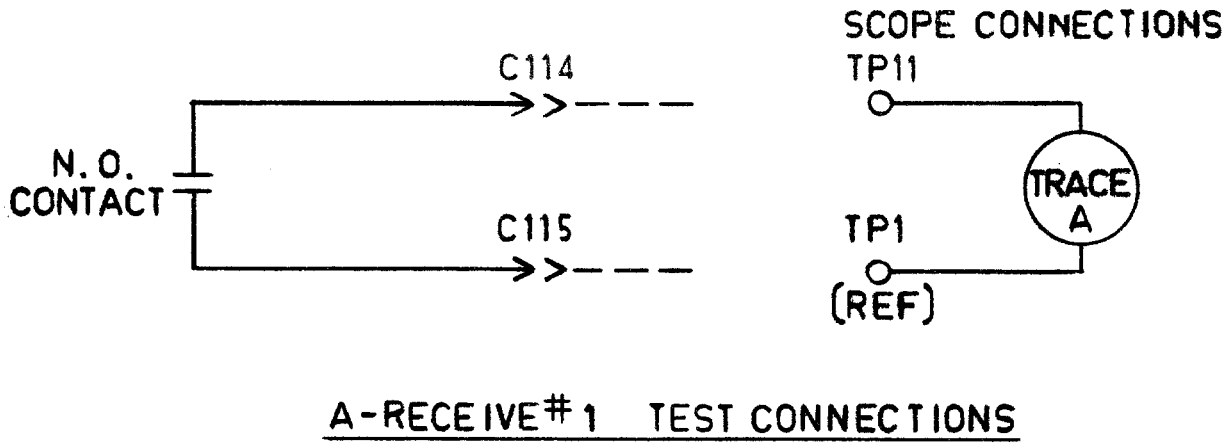 SCOPE CONNECTIONS
C114
TP11
N.O.
CONTACT
TRACE
A
C115
TP1
(REF)
A-RECEIVE#1 TEST CONNECTIONS